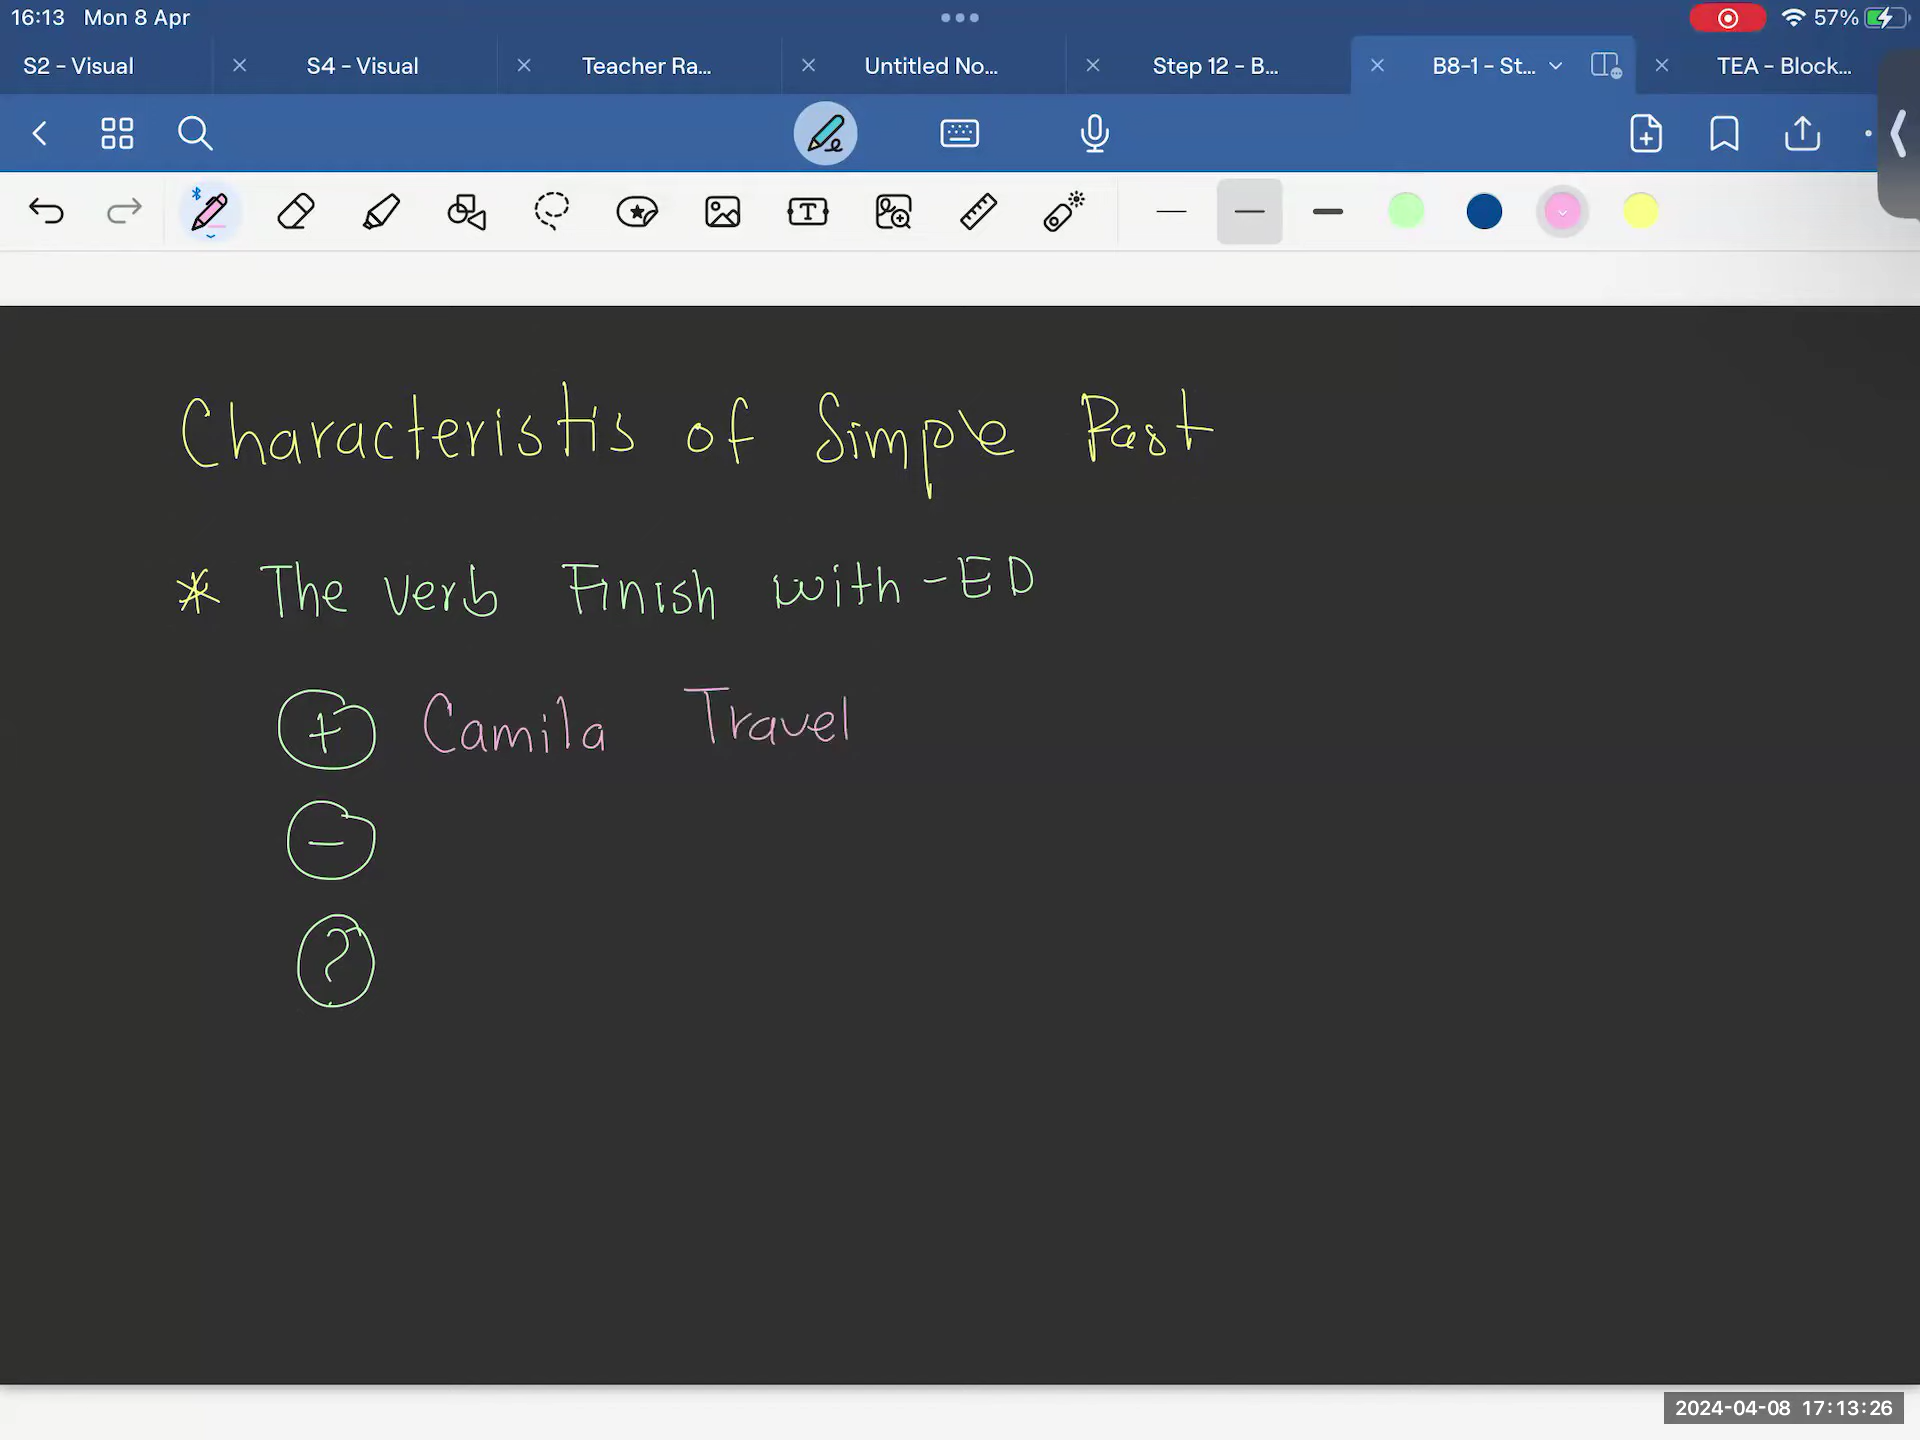 16:13 Mon 8 Apr
57%
S2 - Visual
S4 - Visual
Teacher Ra...
Untitled No...
Step 12 - B...
B8-1 - St...
TEA - Block...
Characteristis of Simple Past
* The verb Finish with -ED
+ Camila Travel
-
?
2024-04-08 17:13:26